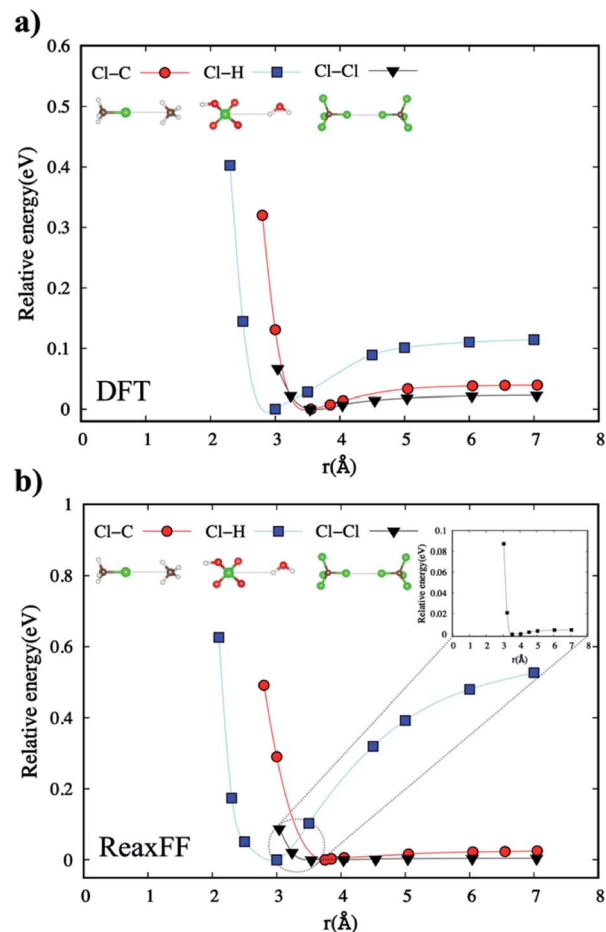 a)
0.6
0.5
0.4
0.3
0.2
0.1
0
Relative energy(eV)
Cl−C
Cl−H
Cl−Cl
DFT
0 1 2 3 4 5 6 7 8
r(Å)
b)
1
0.8
0.6
0.4
0.2
0
Relative energy(eV)
Cl−C
Cl−H
Cl−Cl
0.1
0.08
0.06
0.04
0.02
0
Relative energy(eV)
0 1 2 3 4 5 6 7 8
r(Å)
ReaxFF
0 1 2 3 4 5 6 7 8
r(Å)